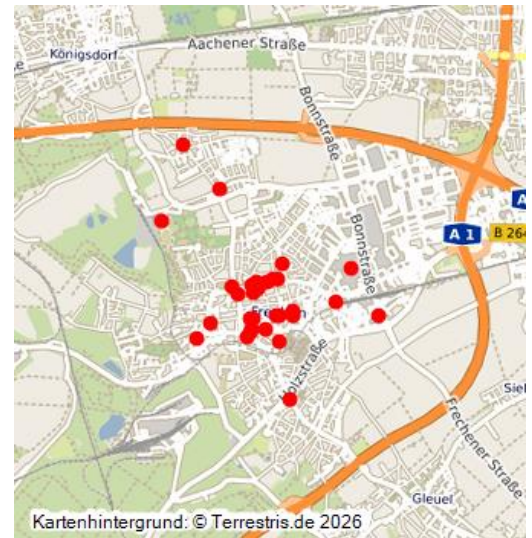 Königsdorf
Aachener Straße
Bonnstraße
A
A 1
B 264
Bonnstraße
Holzstraße
Frechener Straße
Gleuel
Kartenhintergrund: © Terrestris.de 2026